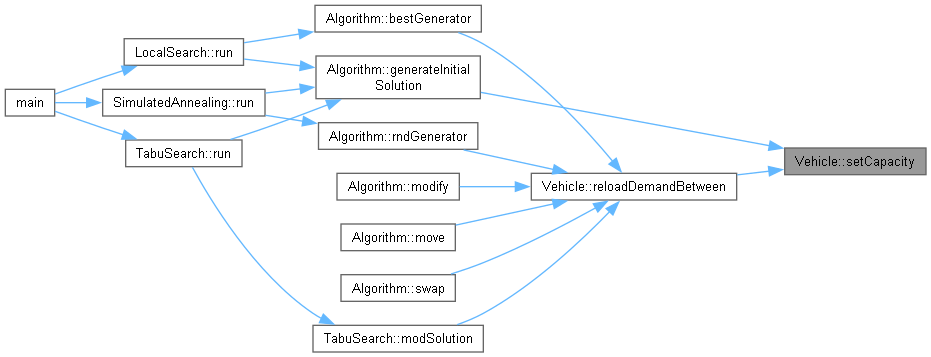 Algorithm::bestGenerator
LocalSearch::run
Algorithm::generateInitial
Solution
main
SimulatedAnnealing::run
Algorithm::rndGenerator
TabuSearch::run
Vehicle::setCapacity
Algorithm::modify
Vehicle::reloadDemandBetween
Algorithm::move
Algorithm::swap
TabuSearch::modSolution